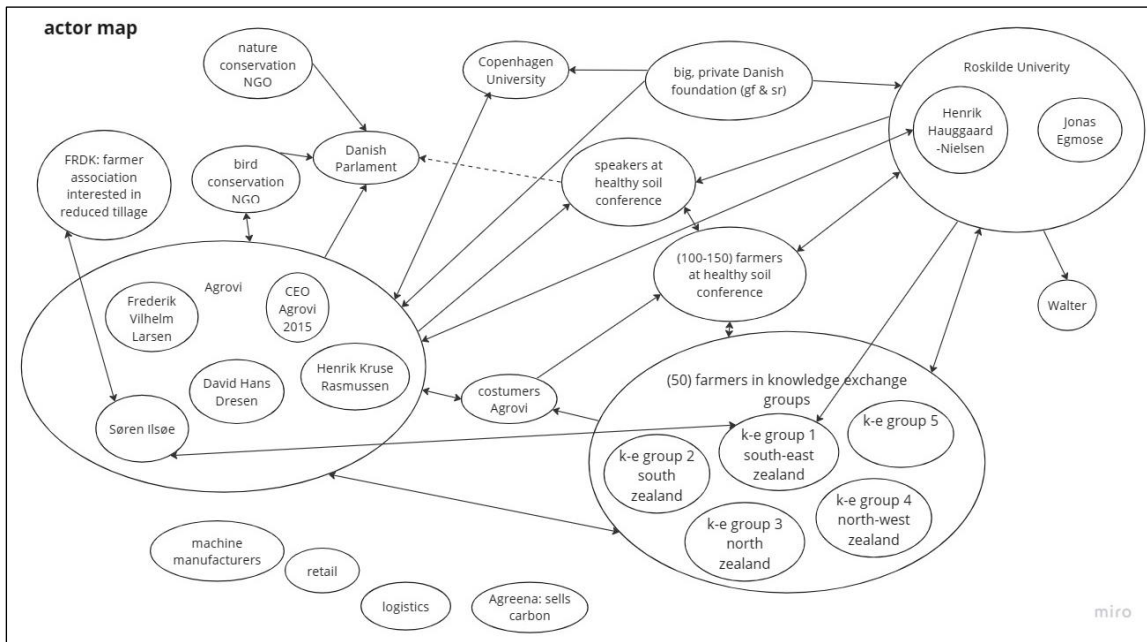 actor map
nature
conservation
NGO
Copenhagen
University
big, private Danish
foundation (gf & sr)
Roskilde Univerity
Henrik
Hauggaard
-Nielsen
Jonas
Egmose
FRDK: farmer
association
interested in
reduced tillage
bird
conservation
NGO
Danish
Parlament
speakers at
healthy soil
conference
(100-150) farmers
at healthy soil
conference
Walter
Agrovi
Frederik
Vilhelm
Larsen
CEO
Agrovi
2015
Henrik Kruse
Rasmussen
David Hans
Dresen
Søren Ilsøe
costumers
Agrovi
(50) farmers in knowledge exchange
groups
k-e group 1
south-east
zealand
k-e group 5
k-e group 2
south
zealand
k-e group 4
north-west
zealand
k-e group 3
north
zealand
machine
manufacturers
retail
logistics
Agreena: sells
carbon
miro